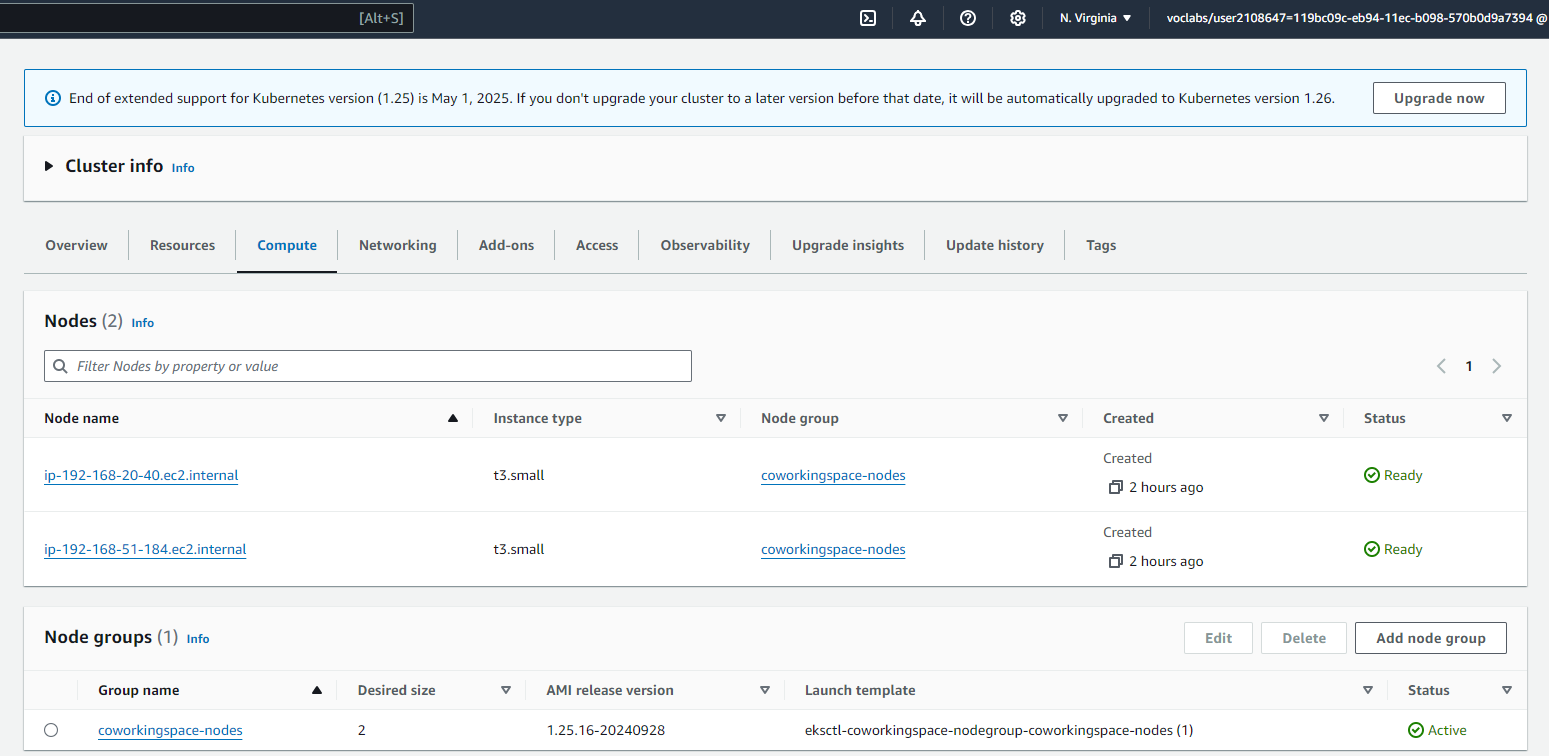 [Alt+S] N. Virginia voclabs/user2108647=119bc09c-eb94-11ec-b098-570b0d9a7394 @
End of extended support for Kubernetes version (1.25) is May 1, 2025. If you don't upgrade your cluster to a later version before that date, it will be automatically upgraded to Kubernetes version 1.26. Upgrade now
Cluster info Info
Overview Resources Compute Networking Add-ons Access Observability Upgrade insights Update history Tags
Nodes (2) Info
Filter Nodes by property or value 1
Node name Instance type Node group Created Status
Created
ip-192-168-20-40.ec2.internal t3.small coworkingspace-nodes Ready
2 hours ago
Created
ip-192-168-51-184.ec2.internal t3.small coworkingspace-nodes Ready
2 hours ago
Node groups (1) Info Edit Delete Add node group
Group name Desired size AMI release version Launch template Status
coworkingspace-nodes 2 1.25.16-20240928 eksctl-coworkingspace-nodegroup-coworkingspace-nodes (1) Active